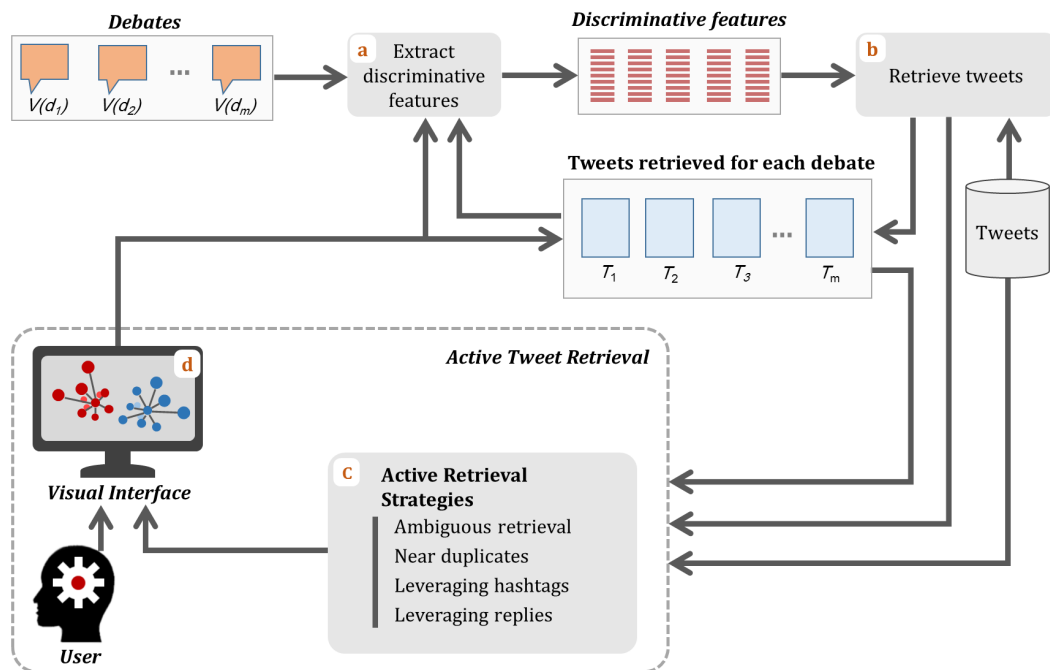 Debates
V(d1)
V(d2)
...
V(dm)
a
Extract
discriminative
features
Discriminative features
b
Retrieve tweets
Tweets retrieved for each debate
T1
T2
T3
...
Tm
Tweets
Active Tweet Retrieval
d
Visual Interface
User
C
Active Retrieval
Strategies
Ambiguous retrieval
Near duplicates
Leveraging hashtags
Leveraging replies